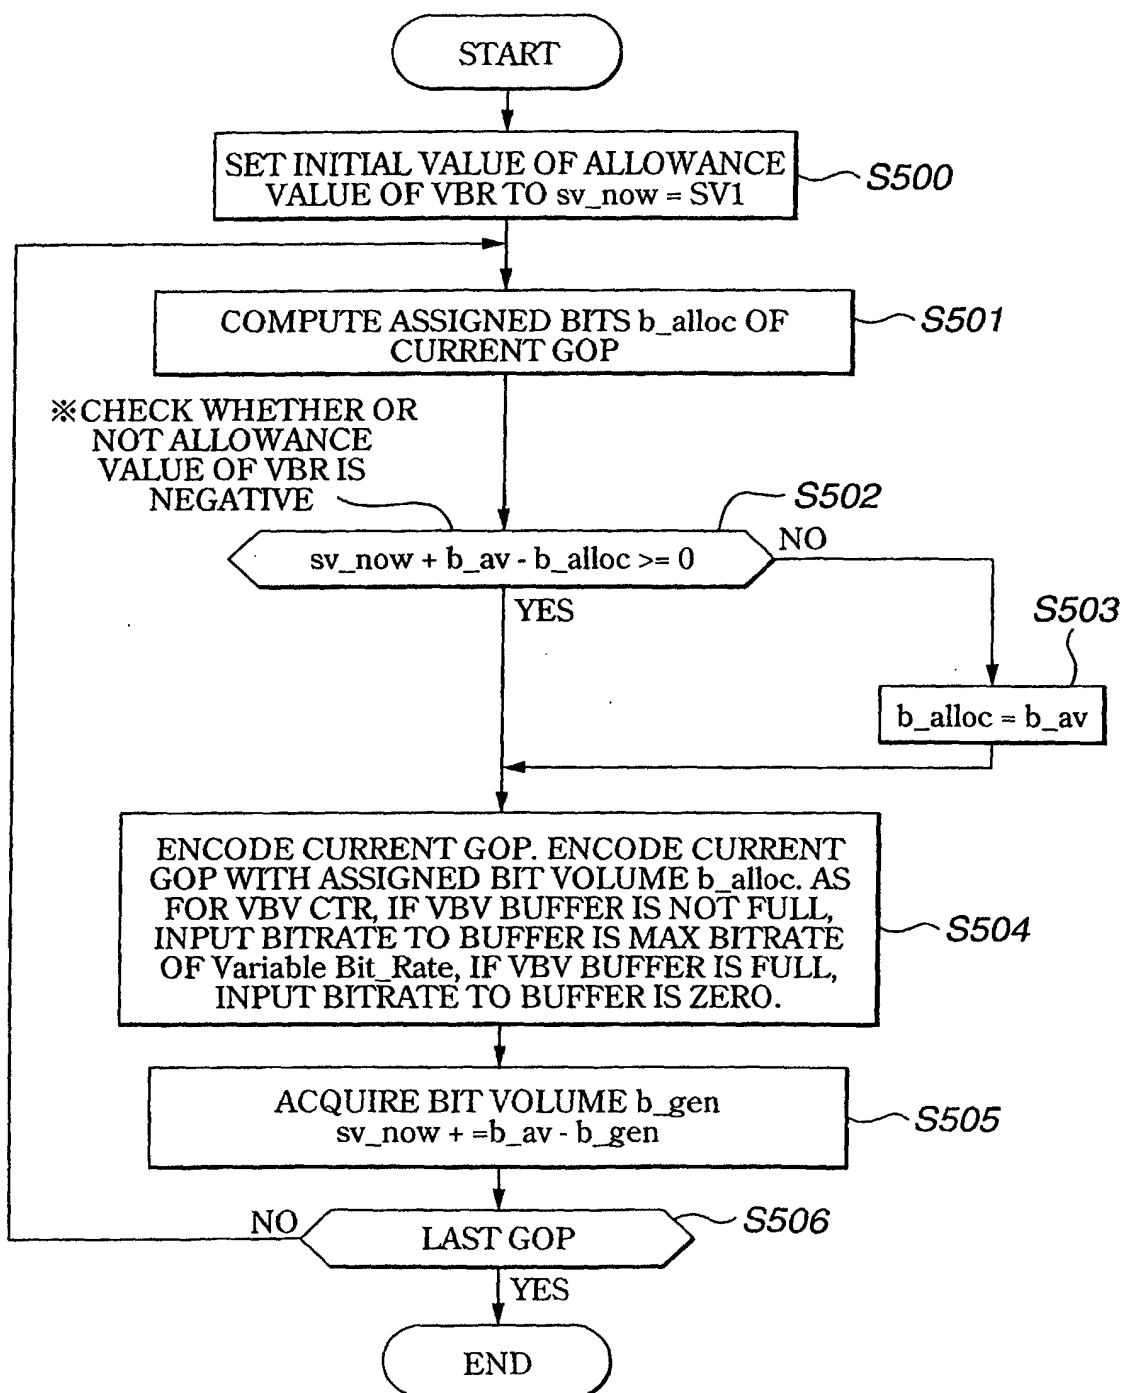 START
SET INITIAL VALUE OF ALLOWANCE
VALUE OF VBR TO sv_now = SV1
S500
COMPUTE ASSIGNED BITS b_alloc OF
CURRENT GOP
S501
※CHECK WHETHER OR
NOT ALLOWANCE
VALUE OF VBR IS
NEGATIVE
S502
sv_now + b_av - b_alloc >= 0
NO
YES
S503
b_alloc = b_av
ENCODE CURRENT GOP. ENCODE CURRENT
GOP WITH ASSIGNED BIT VOLUME b_alloc. AS
FOR VBV CTR, IF VBV BUFFER IS NOT FULL,
INPUT BITRATE TO BUFFER IS MAX BITRATE
OF Variable Bit_Rate, IF VBV BUFFER IS FULL,
INPUT BITRATE TO BUFFER IS ZERO.
S504
ACQUIRE BIT VOLUME b_gen
sv_now + =b_av - b_gen
S505
NO
LAST GOP
S506
YES
END